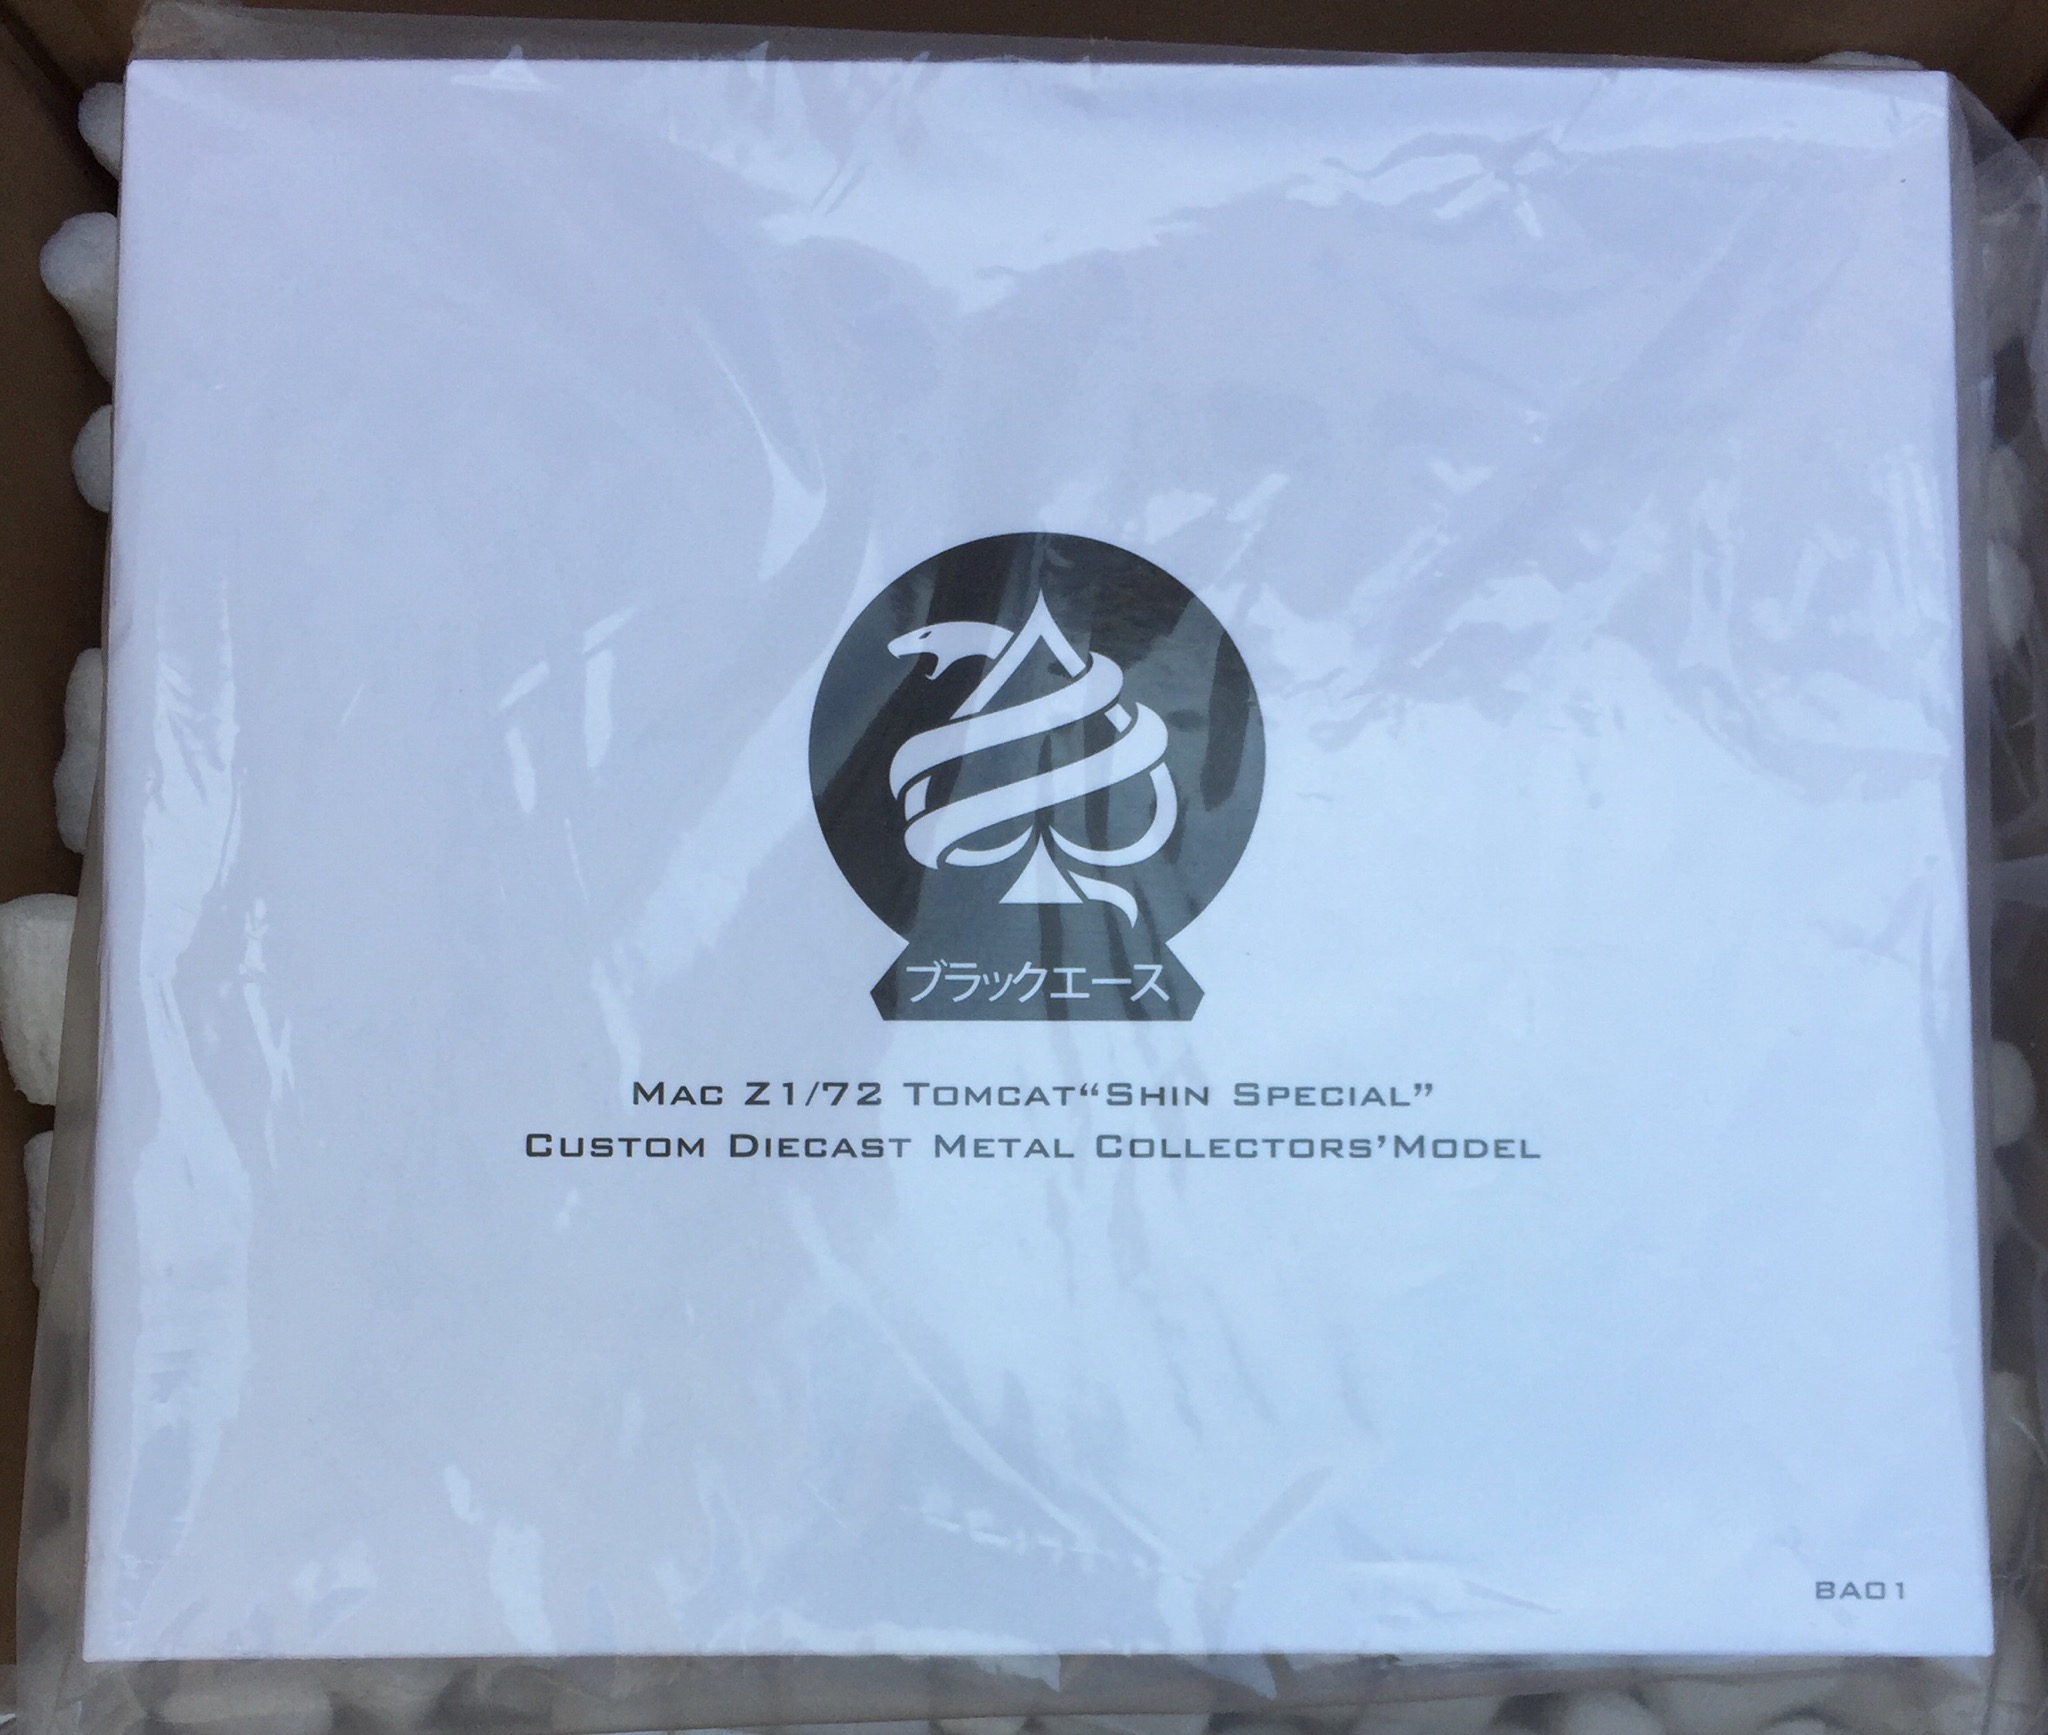 ブラックエース
MAC Z1/72 TOMCAT“SHIN SPECIAL”
CUSTOM DIECAST METAL COLLECTORS’MODEL
BA01